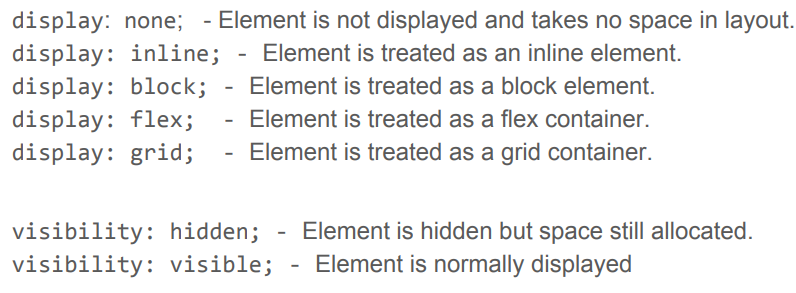 display: none; - Element is not displayed and takes no space in layout.
display: inline; - Element is treated as an inline element.
display: block; - Element is treated as a block element.
display: flex; - Element is treated as a flex container.
display: grid; - Element is treated as a grid container.
visibility: hidden; - Element is hidden but space still allocated.
visibility: visible; - Element is normally displayed